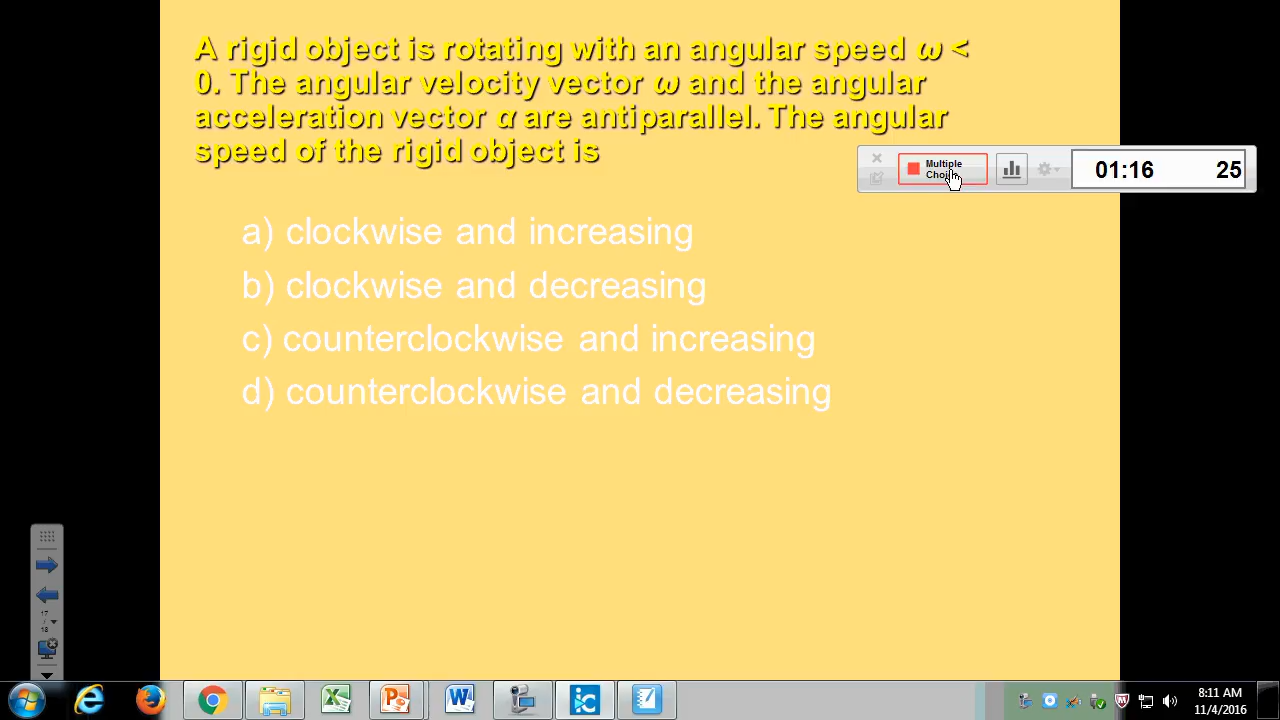 A rigid object is rotating with an angular speed ω <
0. The angular velocity vector ω and the angular
acceleration vector α are antiparallel. The angular
speed of the rigid object is
Multiple
01:16 25
a) clockwise and increasing
b) clockwise and decreasing
c) counterclockwise and increasing
d) counterclockwise and decreasing
17
/
18
8:11 AM
11/4/2016